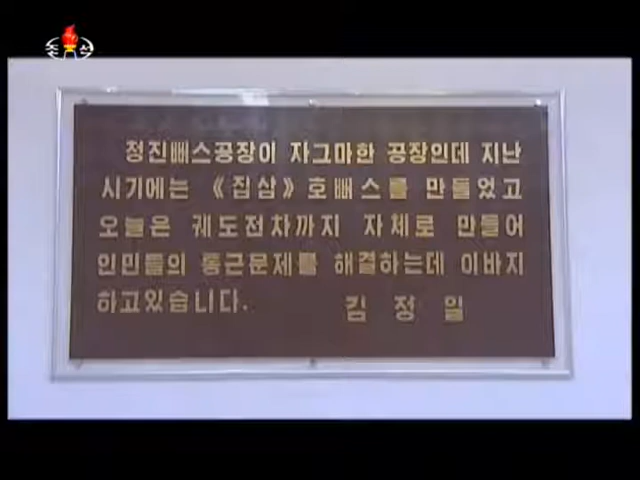 조선
청진뻐스공장이 자그마한 공장인데 지난
시기에는 《집삼》호뻐스를 만들었고
오늘은 궤도전차까지 자체로 만들어
인민들의 통근문제를 해결하는데 이바지
하고있습니다. 김 정 일